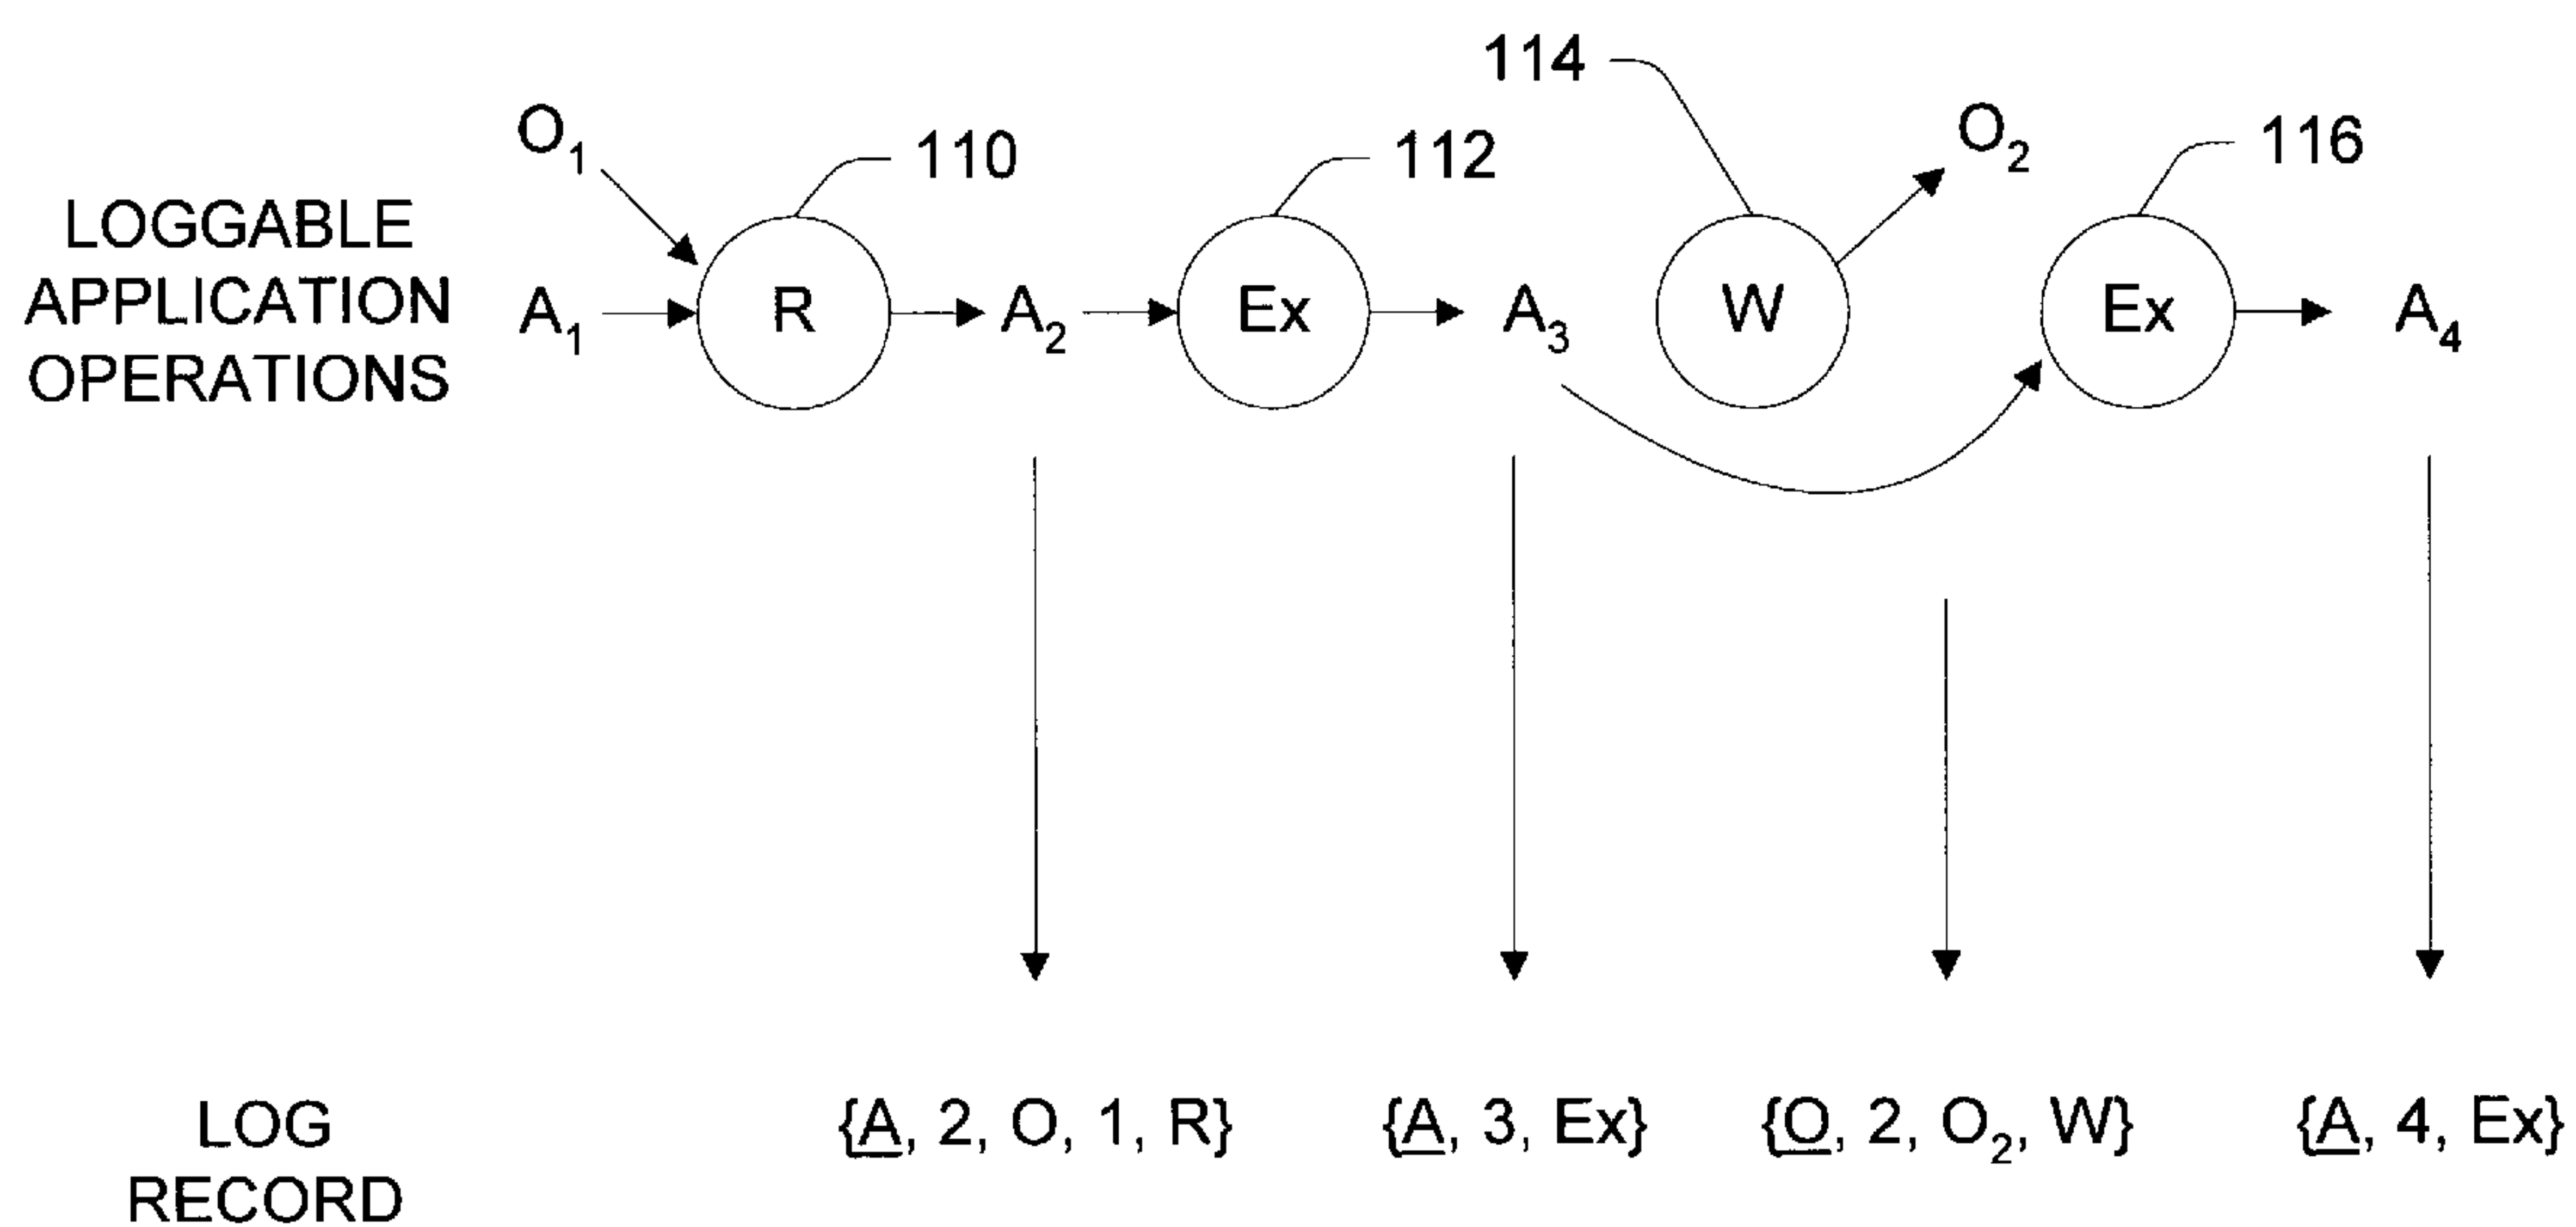 114
O₁ 110 112 O₂ 116
LOGGABLE
APPLICATION
OPERATIONS
A₁ R A₂ Ex A₃ W Ex A₄
LOG
RECORD
{A, 2, O, 1, R} {A, 3, Ex} {O, 2, O₂, W} {A, 4, Ex}